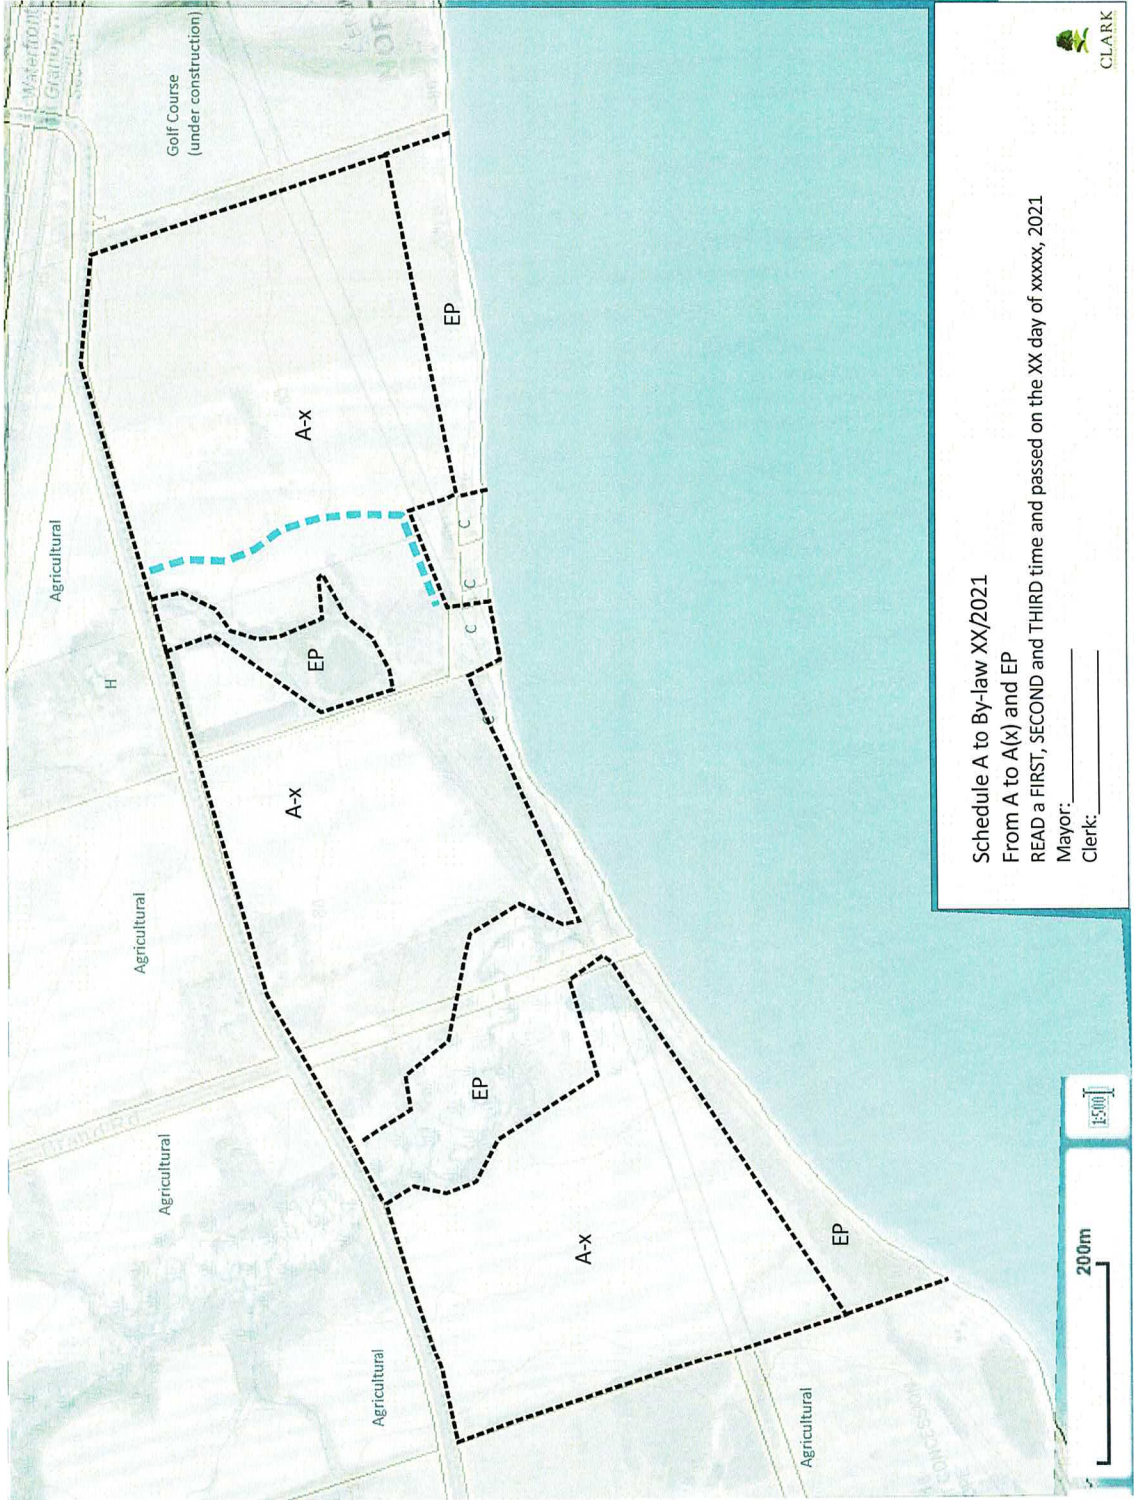 Agricultural
Agricultural
Agricultural
Agricultural
Agricultural
Golf Course
(under construction)
H
A-x
A-x
A-x
EP
EP
EP
EP
C
C
C
C
200m
1:500
Schedule A to By-law XX/2021
From A to A(x) and EP
READ a FIRST, SECOND and THIRD time and passed on the XX day of xxxxx, 2021
Mayor:
Clerk:
CLARK